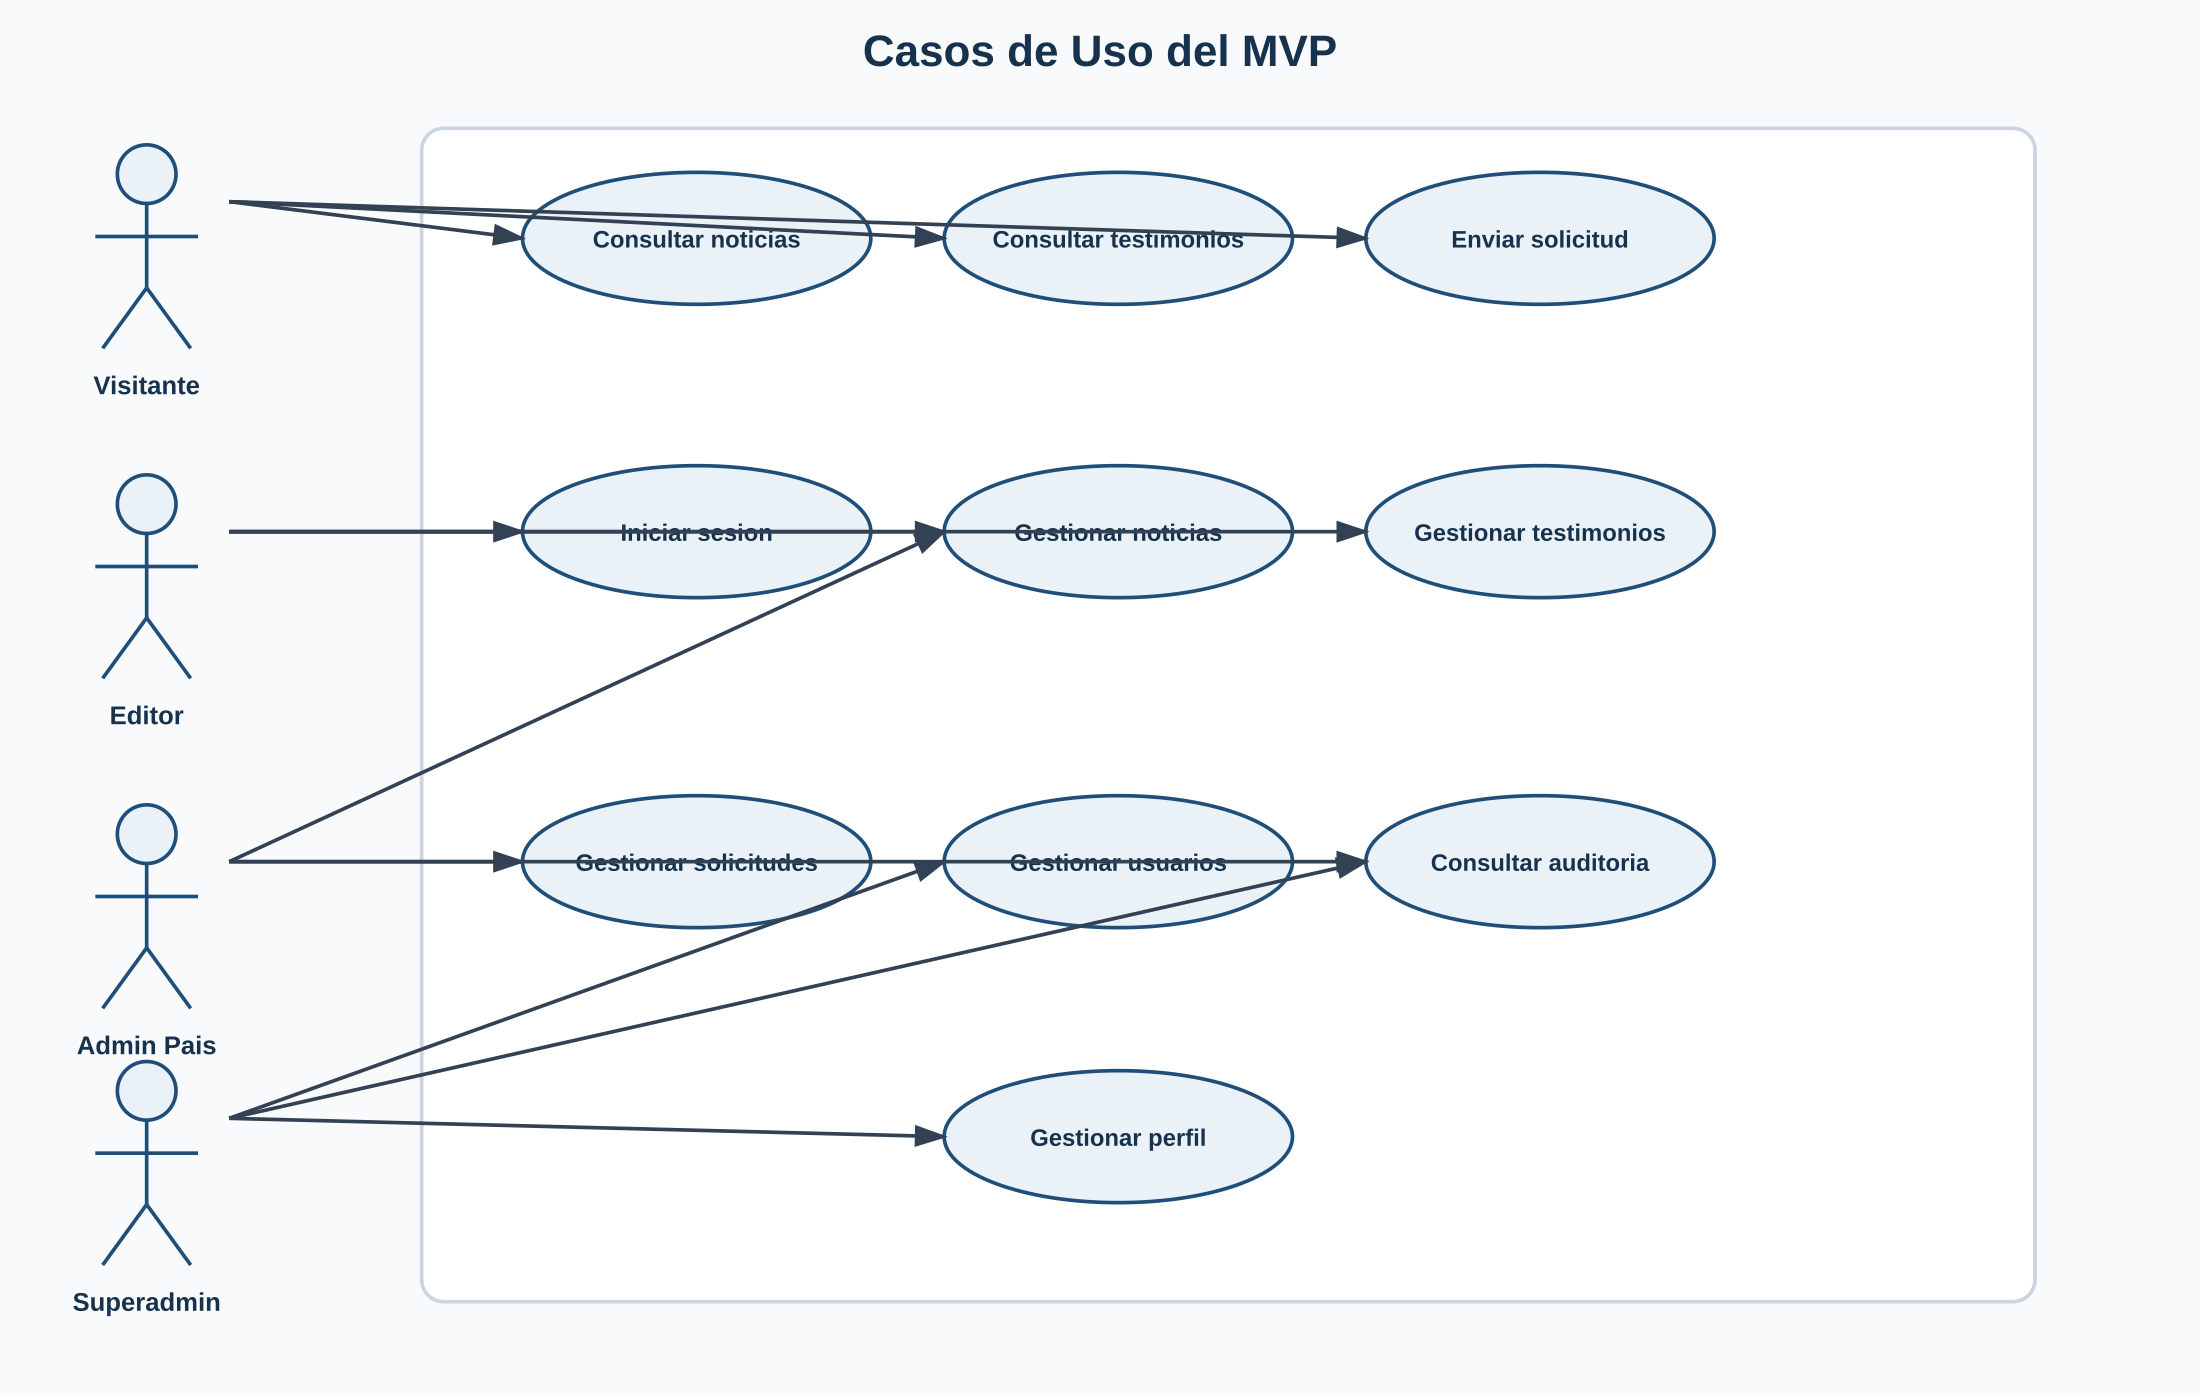 Casos de Uso del MVP
Visitante
Consultar noticias
Consultar testimonios
Enviar solicitud
Editor
Iniciar sesion
Gestionar noticias
Gestionar testimonios
Admin Pais
Gestionar solicitudes
Gestionar usuarios
Consultar auditoria
Superadmin
Gestionar perfil